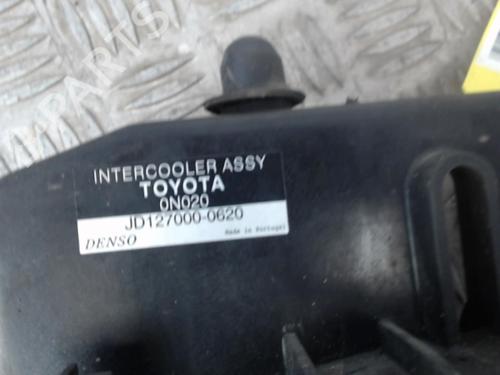 INTERCOOLER ASSY
TOYOTA
0N020
JD127000-0620
DENSO
Made in Portugal